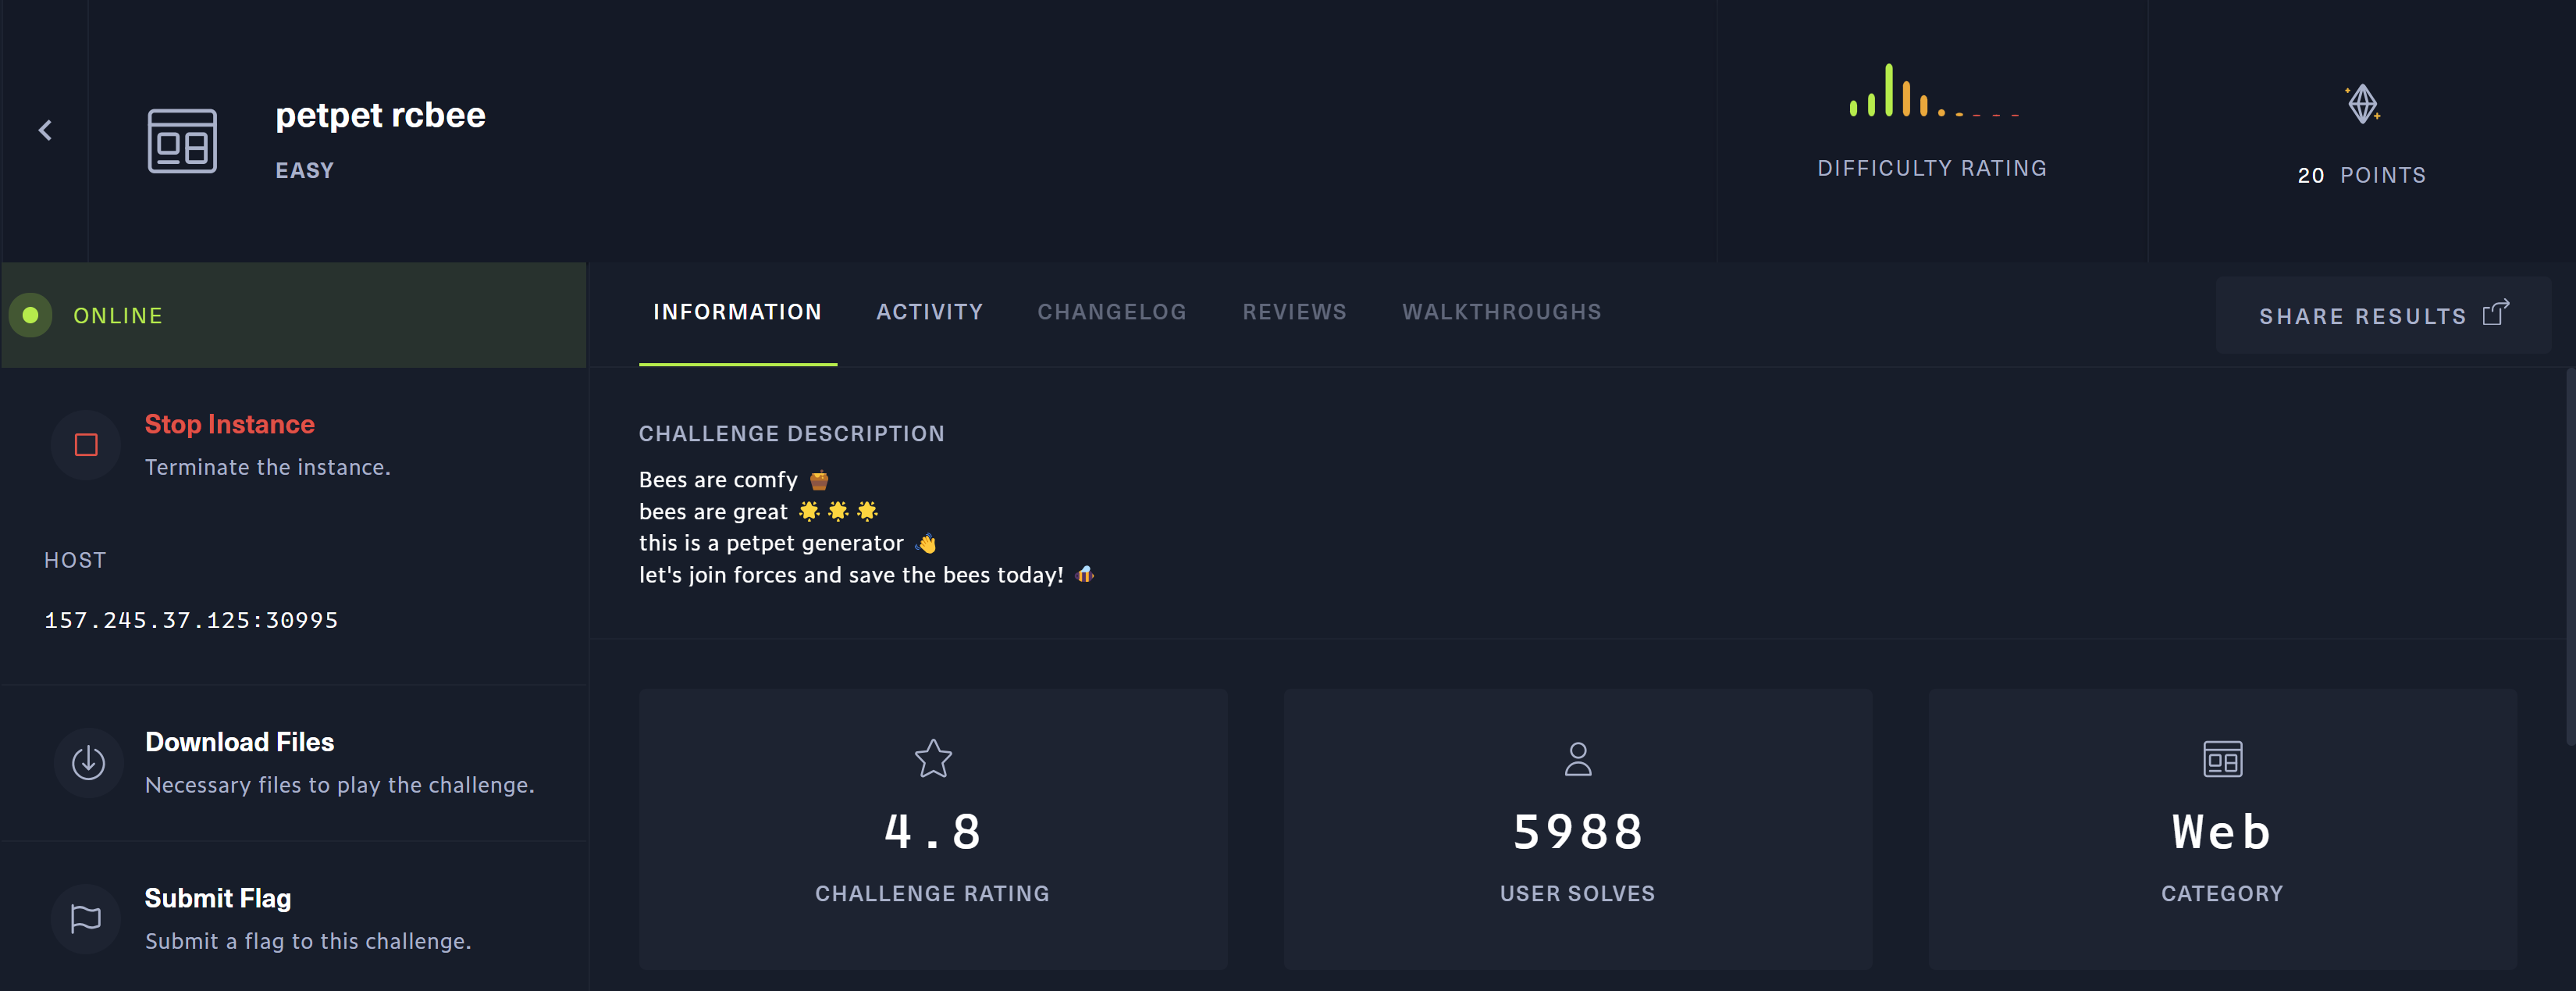 petpet rcbee
EASY
DIFFICULTY RATING
20 POINTS
ONLINE
Stop Instance
Terminate the instance.
HOST
157.245.37.125:30995
Download Files
Necessary files to play the challenge.
Submit Flag
Submit a flag to this challenge.
INFORMATION ACTIVITY CHANGELOG REVIEWS WALKTHROUGHS
SHARE RESULTS
CHALLENGE DESCRIPTION
Bees are comfy 🍯
bees are great 🌟🌟🌟
this is a petpet generator 👋
let's join forces and save the bees today! 🐝
4.8
CHALLENGE RATING
5988
USER SOLVES
Web
CATEGORY